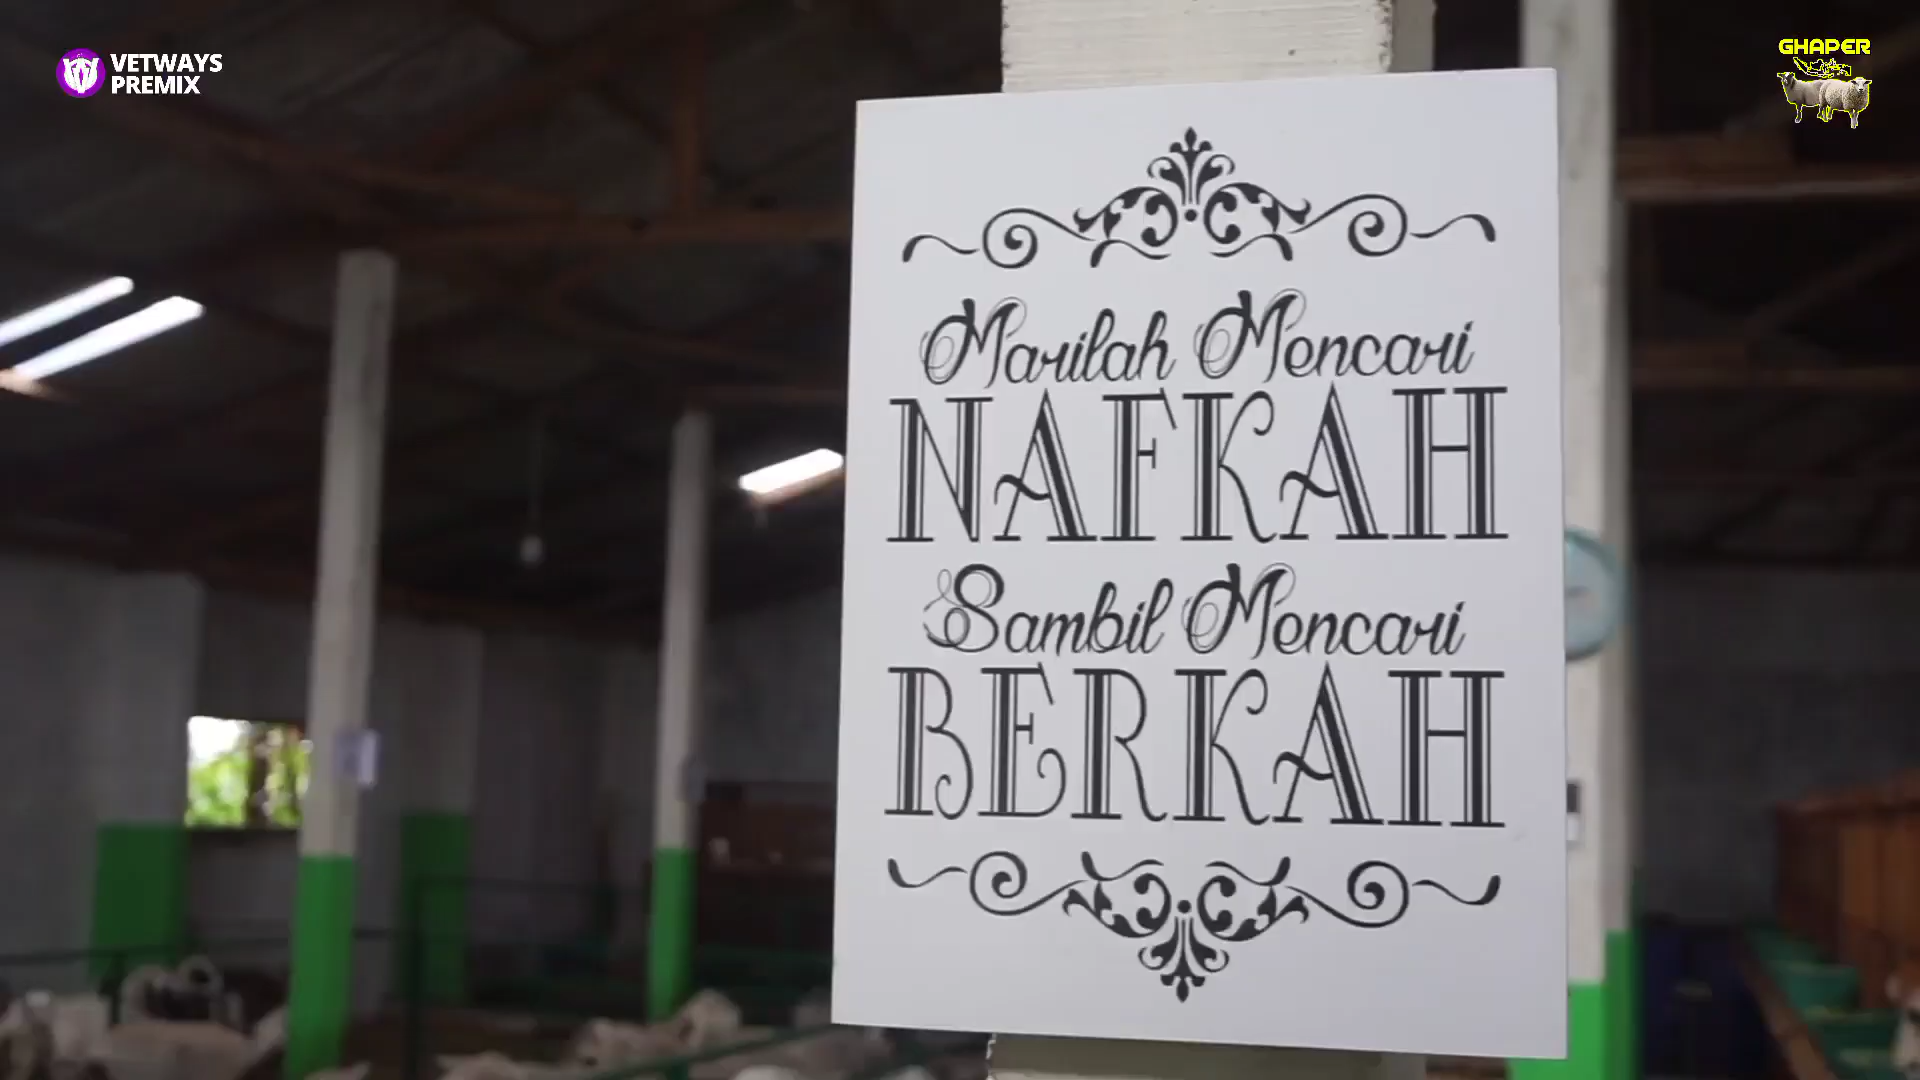 VETWAYS
PREMIX
GHAPER
Marilah Mencari
NAFKAH
Sambil Mencari
BERKAH